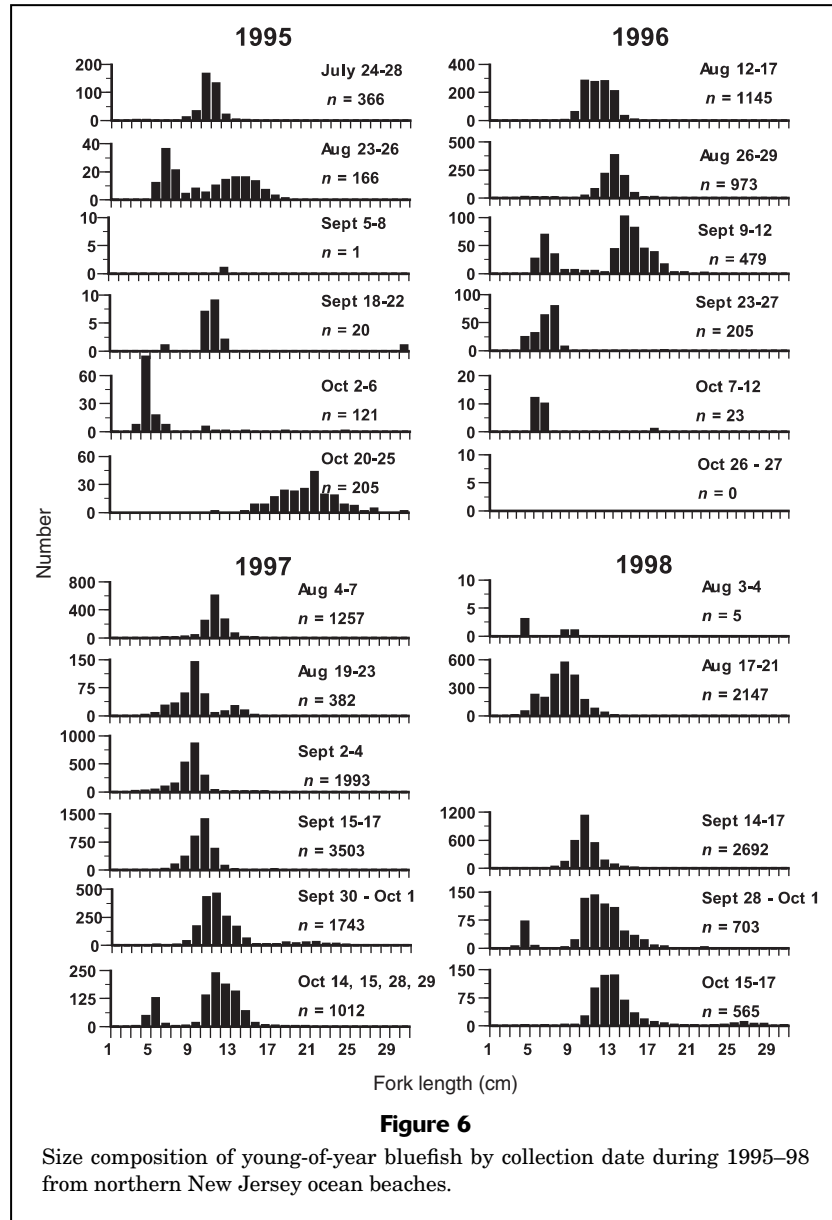 1995
200
100
0
July 24-28
n = 366
40
20
0
Aug 23-26
n = 166
10
5
0
Sept 5-8
n = 1
10
5
0
Sept 18-22
n = 20
60
30
0
Oct 2-6
n = 121
60
30
0
Oct 20-25
n = 205
1996
400
200
0
Aug 12-17
n = 1145
500
250
0
Aug 26-29
n = 973
100
50
0
Sept 9-12
n = 479
100
50
0
Sept 23-27
n = 205
20
10
0
Oct 7-12
n = 23
10
5
0
Oct 26 - 27
n = 0
Number
1997
800
400
0
Aug 4-7
n = 1257
150
75
0
Aug 19-23
n = 382
1000
500
0
Sept 2-4
n = 1993
1500
750
0
Sept 15-17
n = 3503
500
250
0
Sept 30 - Oct 1
n = 1743
250
125
0
Oct 14, 15, 28, 29
n = 1012
1 5 9 13 17 21 25 29
1998
10
5
0
Aug 3-4
n = 5
600
300
0
Aug 17-21
n = 2147
1200
600
0
Sept 14-17
n = 2692
150
75
0
Sept 28 - Oct 1
n = 703
150
75
0
Oct 15-17
n = 565
1 5 9 13 17 21 25 29
Fork length (cm)
Figure 6
Size composition of young-of-year bluefish by collection date during 1995–98
from northern New Jersey ocean beaches.